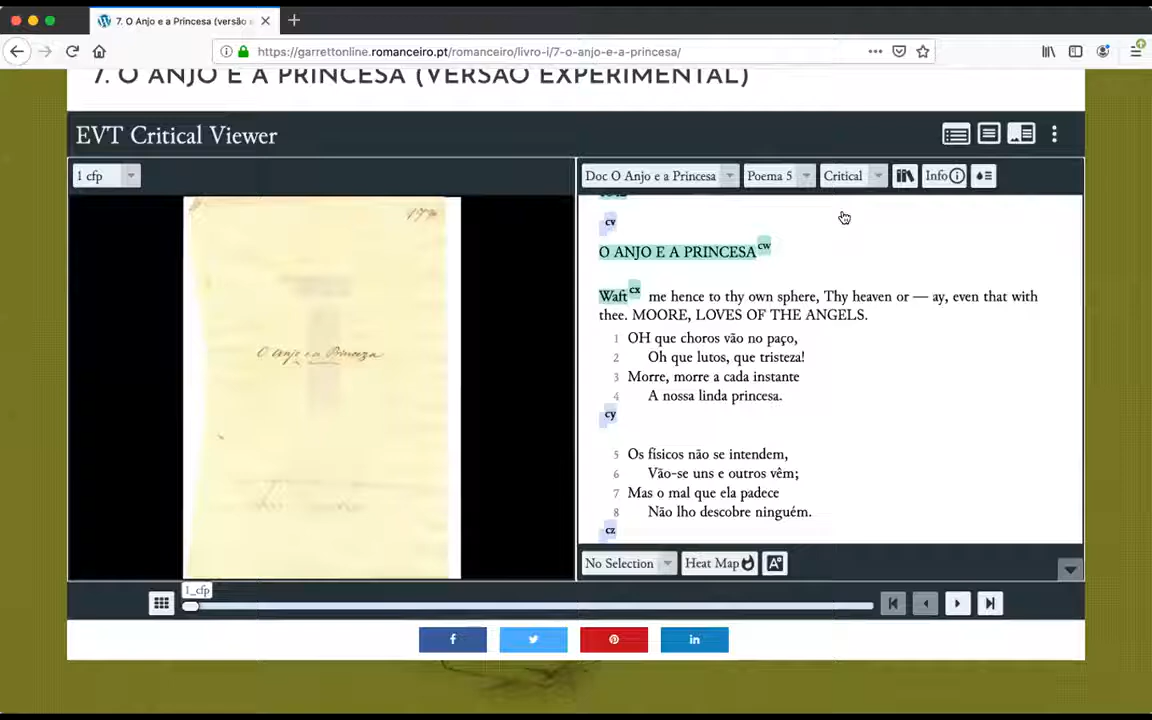 7. O Anjo e a Princesa (versão e
https://garrettonline.romanceiro.pt/romanceiro/livro-i/7-o-anjo-e-a-princesa/
7. O ANJO E A PRINCESA (VERSÃO EXPERIMENTAL)
EVT Critical Viewer
1 cfp
Doc O Anjo e a Princesa
Poema 5
Critical
Info
179
O Anjo e a Princeza
cv
O ANJO E A PRINCESA cw
Waft cx me hence to thy own sphere, Thy heaven or — ay, even that with
thee. MOORE, LOVES OF THE ANGELS.
1 OH que choros vão no paço,
2 Oh que lutos, que tristeza!
3 Morre, morre a cada instante
4 A nossa linda princesa.
cy
5 Os físicos não se intendem,
6 Vão-se uns e outros vêm;
7 Mas o mal que ela padece
8 Não lho descobre ninguém.
cz
No Selection
Heat Map
1_cfp